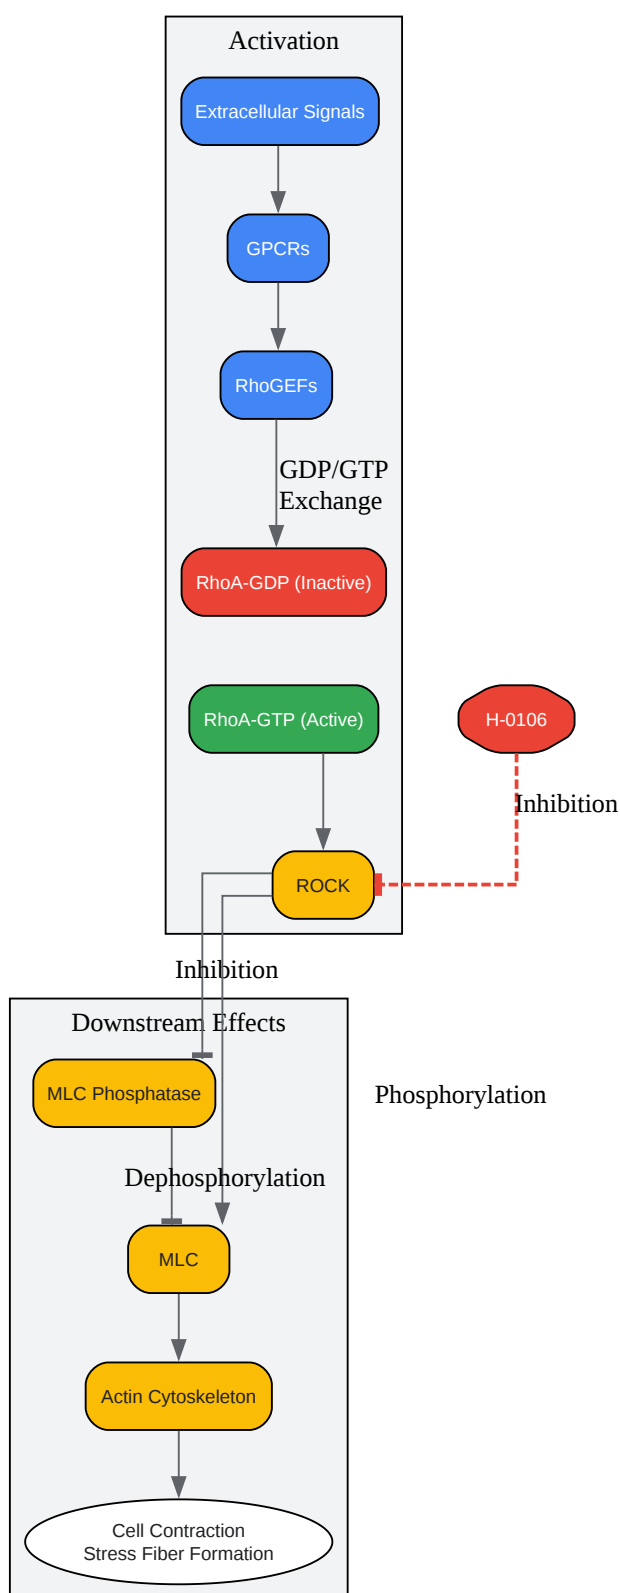 Activation
Extracellular Signals
GPCRs
RhoGEFs
GDP/GTP
Exchange
RhoA-GDP (Inactive)
RhoA-GTP (Active)
H-0106
Inhibition
ROCK
Inhibition
Downstream Effects
MLC Phosphatase
Phosphorylation
Dephosphorylation
MLC
Actin Cytoskeleton
Cell Contraction
Stress Fiber Formation